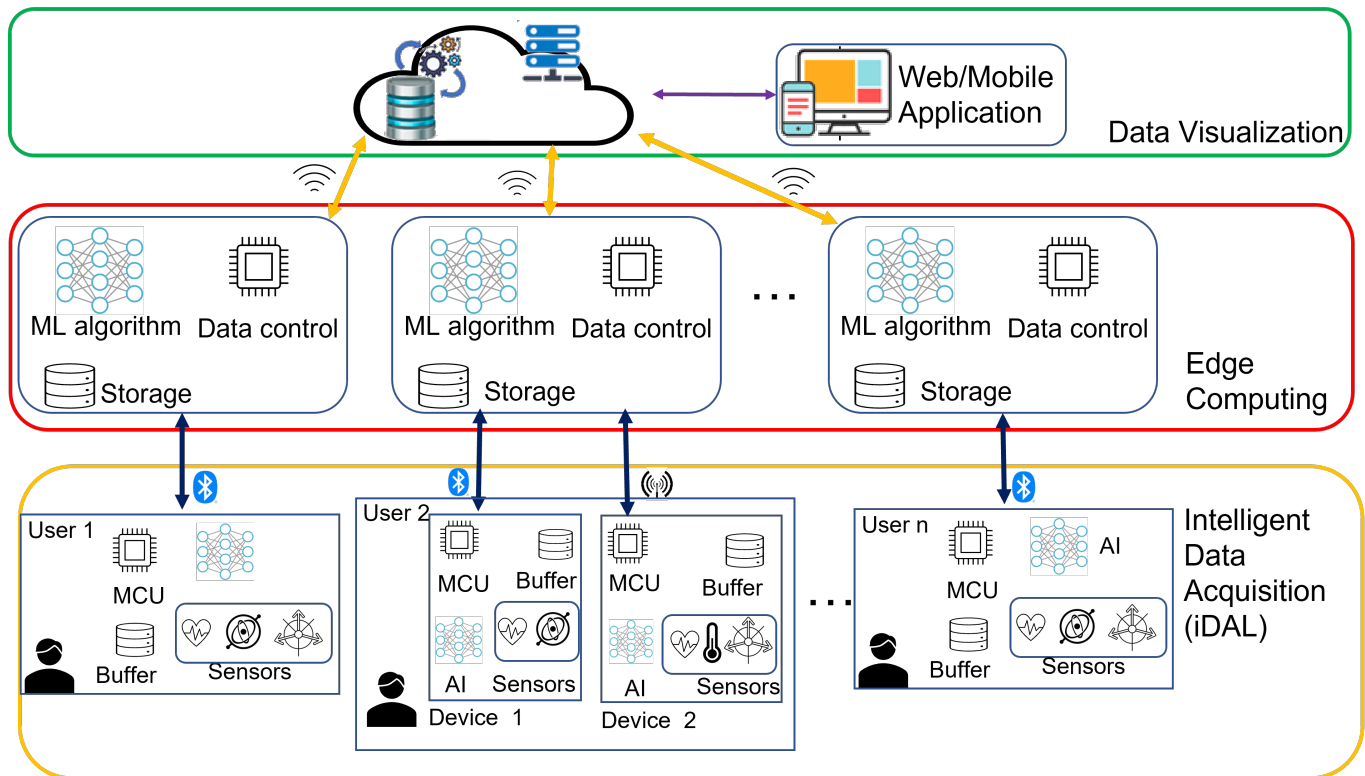 Web/Mobile
Application
Data Visualization
ML algorithm
Data control
Storage
ML algorithm
Data control
Storage
...
ML algorithm
Data control
Storage
Edge
Computing
User 1
MCU
Buffer
Sensors
User 2
MCU
Buffer
AI
Sensors
Device 1
MCU
Buffer
AI
Sensors
Device 2
...
User n
MCU
AI
Buffer
Sensors
Intelligent
Data
Acquisition
(iDAL)